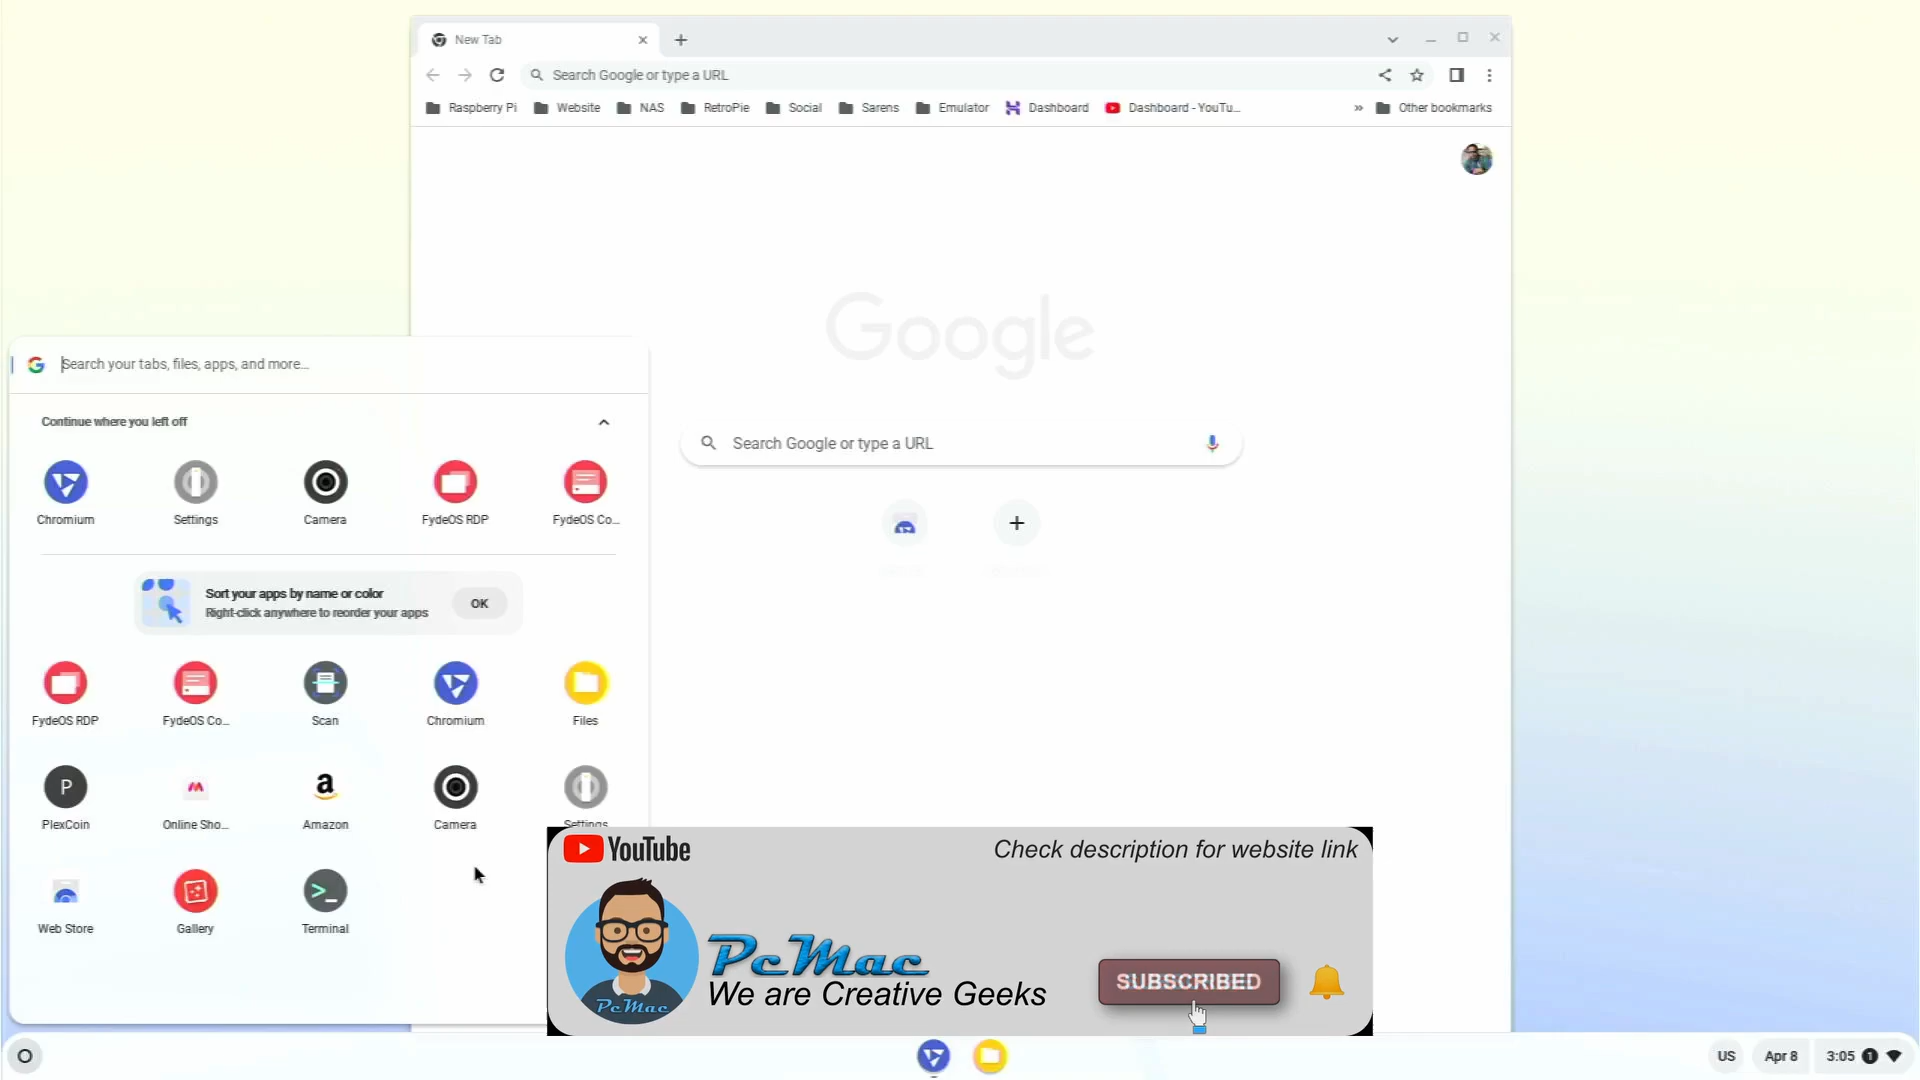 New Tab
Search Google or type a URL
Raspberry Pi
Website
NAS
RetroPie
Social
Sarens
Emulator
Dashboard
Dashboard - YouTu...
»
Other bookmarks
Google
Search Google or type a URL
Search your tabs, files, apps, and more...
Continue where you left off
Chromium
Settings
Camera
FydeOS RDP
FydeOS Co...
Sort your apps by name or color
Right-click anywhere to reorder your apps
OK
FydeOS RDP
FydeOS Co...
Scan
Chromium
Files
P
PlexCoin
Online Sho...
a
Amazon
Camera
Settings
Web Store
Gallery
>_
Terminal
YouTube
Check description for website link
PcMac
PcMac
We are Creative Geeks
SUBSCRIBED
US
Apr 8
3:05
1